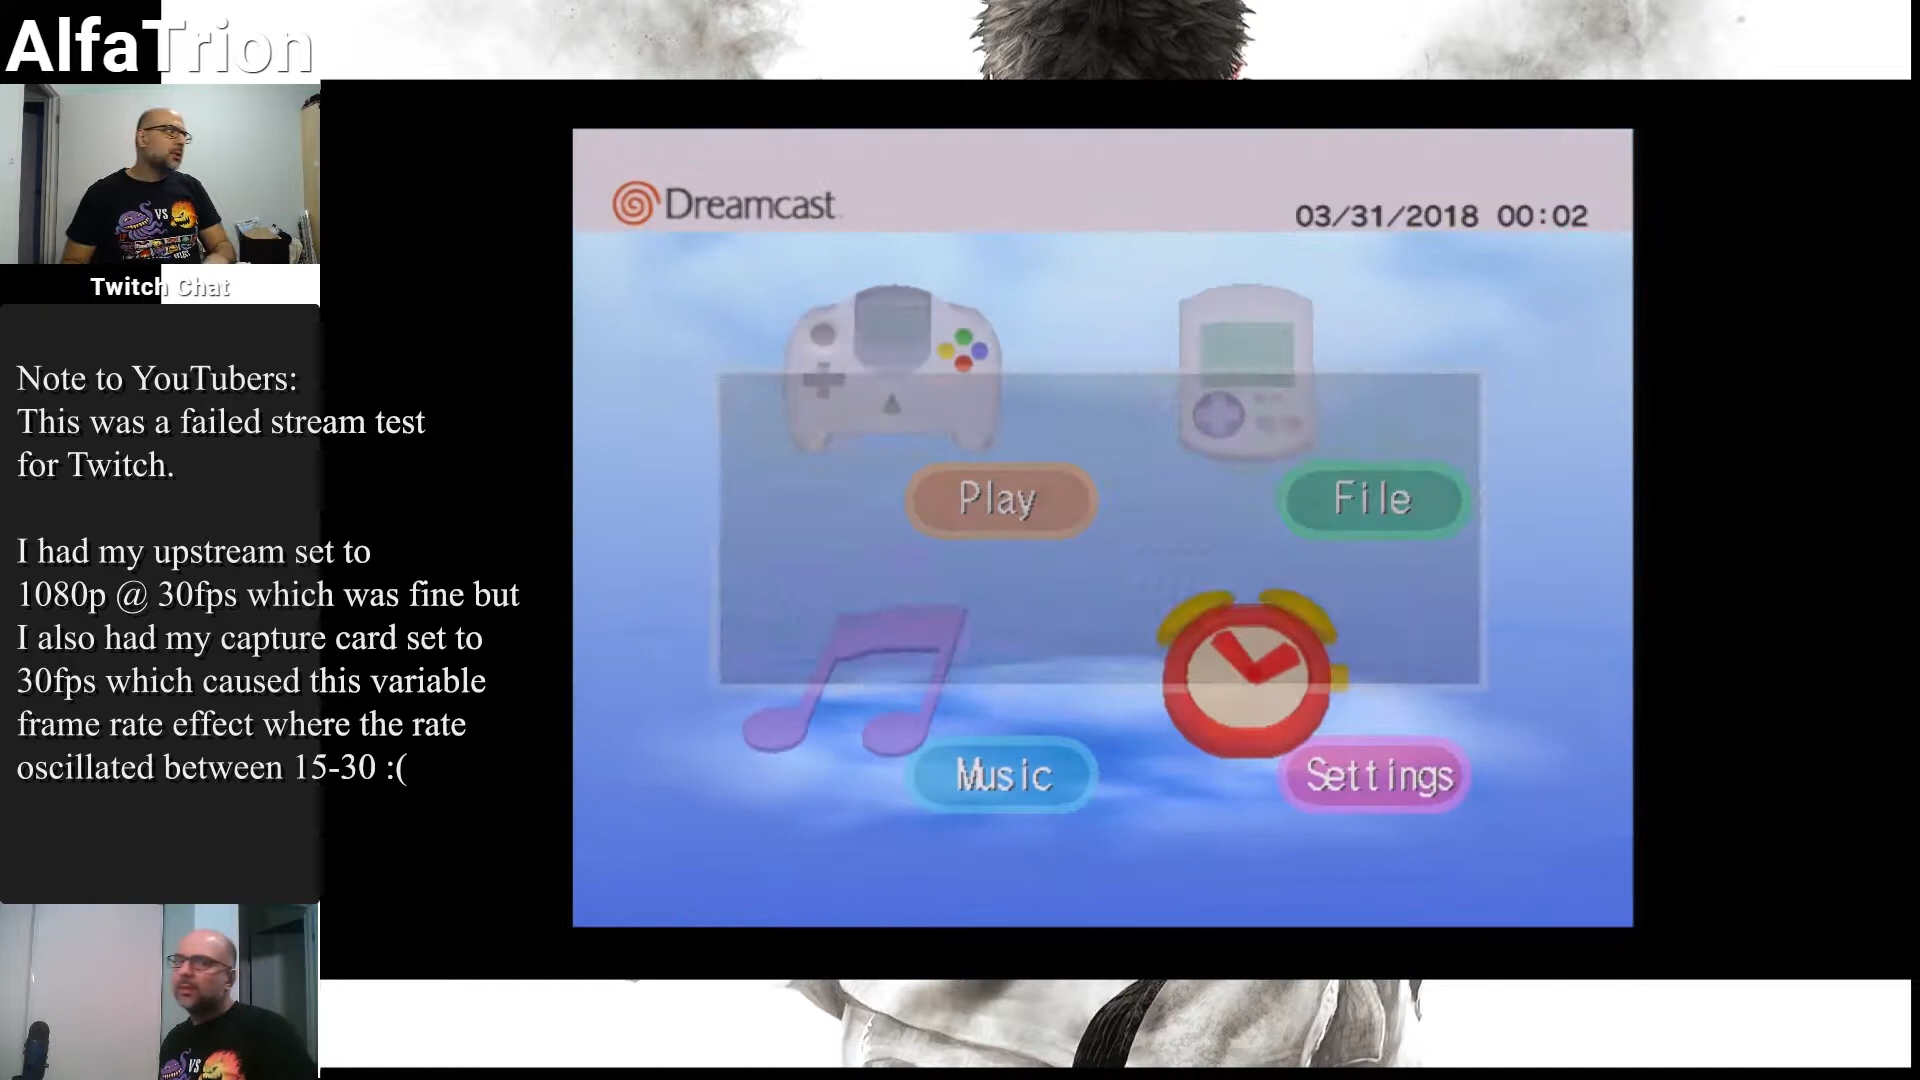 AlfaTrion
Twitch Chat
Note to YouTubers:
This was a failed stream test
for Twitch.
I had my upstream set to
1080p @ 30fps which was fine but
I also had my capture card set to
30fps which caused this variable
frame rate effect where the rate
oscillated between 15-30 :(
Dreamcast
03/31/2018 00:02
Play
File
Music
Settings
VS
VS